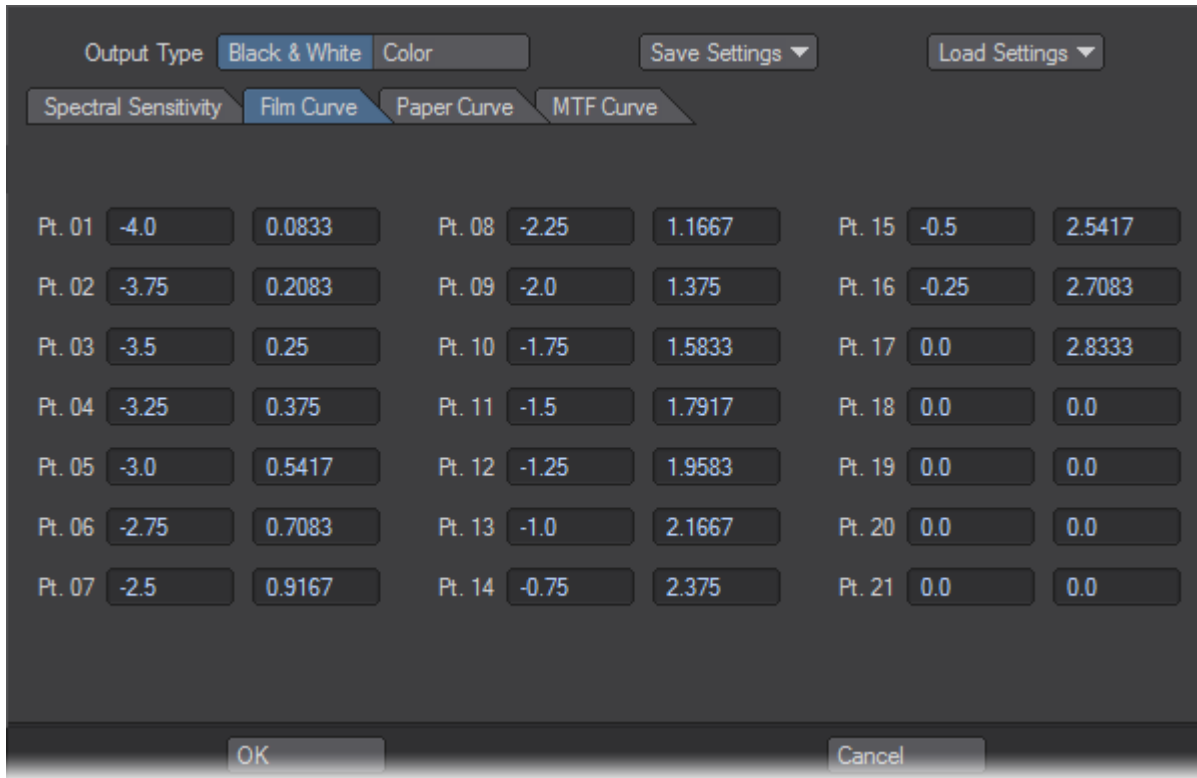 Output Type Black & White Color Save Settings Load Settings
Spectral Sensitivity Film Curve Paper Curve MTF Curve
Pt. 01 -4.0 0.0833 Pt. 08 -2.25 1.1667 Pt. 15 -0.5 2.5417
Pt. 02 -3.75 0.2083 Pt. 09 -2.0 1.375 Pt. 16 -0.25 2.7083
Pt. 03 -3.5 0.25 Pt. 10 -1.75 1.5833 Pt. 17 0.0 2.8333
Pt. 04 -3.25 0.375 Pt. 11 -1.5 1.7917 Pt. 18 0.0 0.0
Pt. 05 -3.0 0.5417 Pt. 12 -1.25 1.9583 Pt. 19 0.0 0.0
Pt. 06 -2.75 0.7083 Pt. 13 -1.0 2.1667 Pt. 20 0.0 0.0
Pt. 07 -2.5 0.9167 Pt. 14 -0.75 2.375 Pt. 21 0.0 0.0
OK Cancel